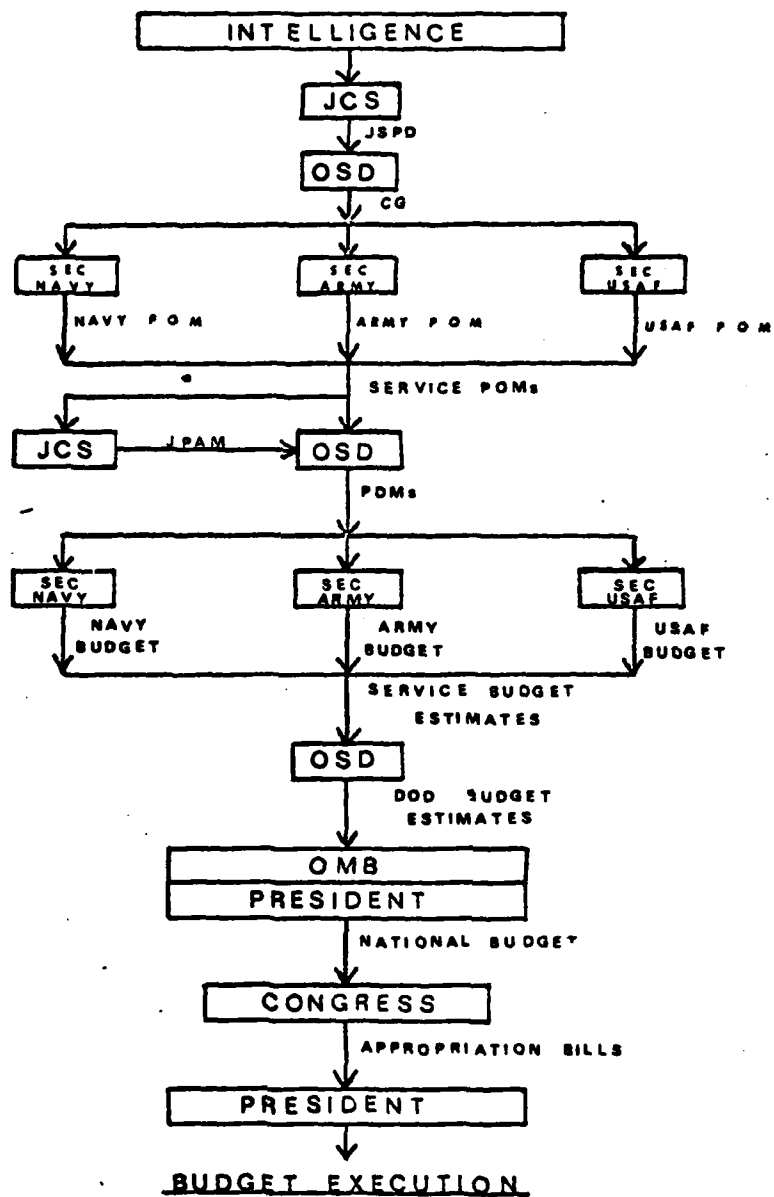 INTELLIGENCE
JCS
JSPD
OSD
CG
SEC NAVY
SEC ARMY
SEC USAF
NAVY POM
ARMY POM
USAF POM
SERVICE POMs
JCS
JPAM
OSD
PDMs
SEC NAVY
SEC ARMY
SEC USAF
NAVY BUDGET
ARMY BUDGET
USAF BUDGET
SERVICE BUDGET
ESTIMATES
OSD
DOD BUDGET
ESTIMATES
OMB
PRESIDENT
NATIONAL BUDGET
CONGRESS
APPROPRIATION BILLS
PRESIDENT
BUDGET EXECUTION